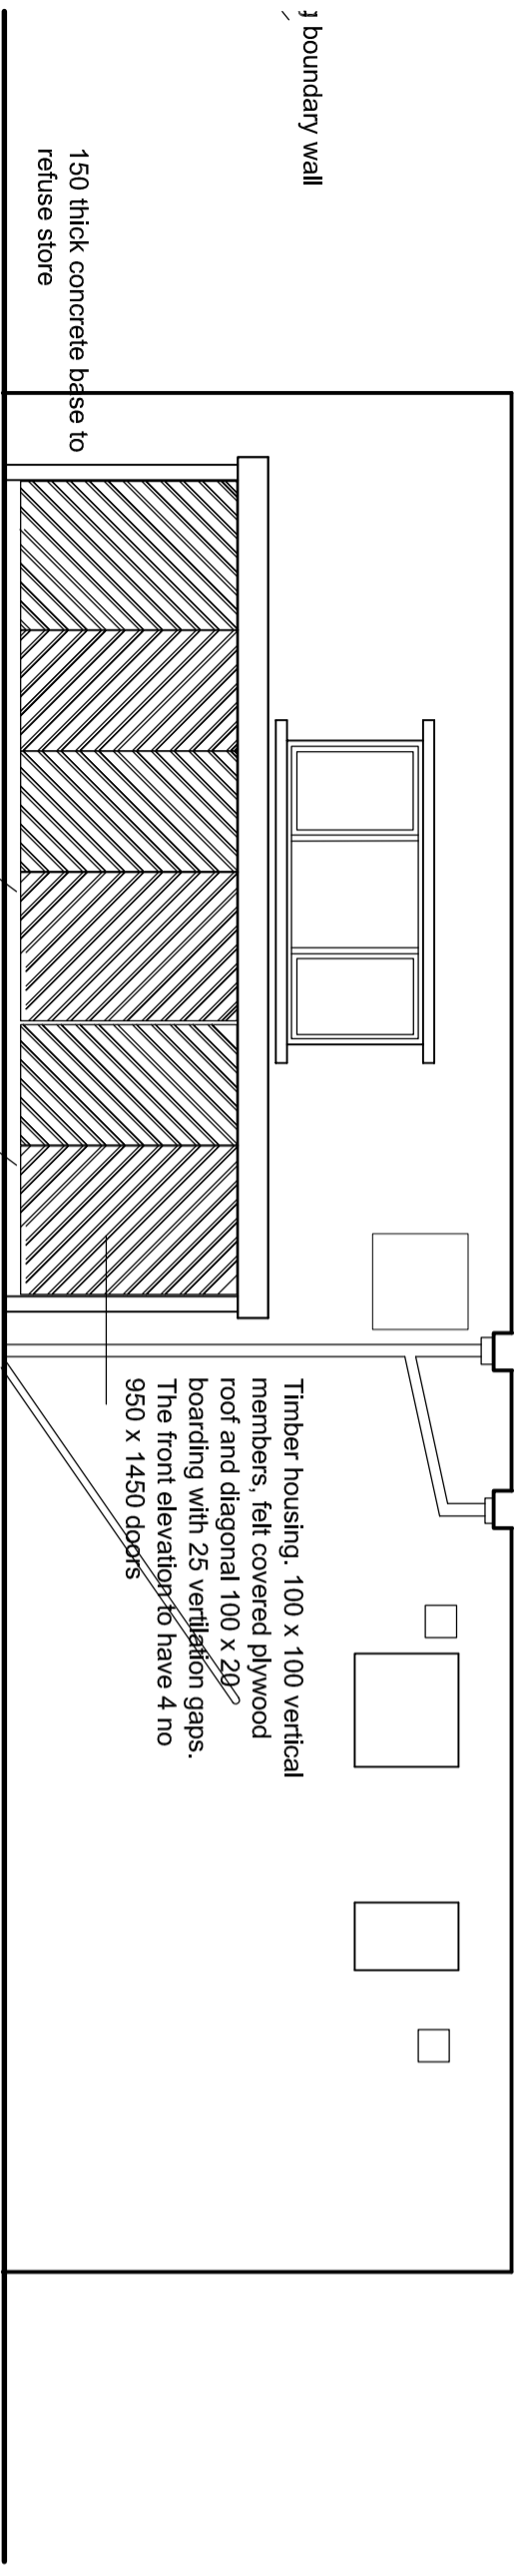 boundary wall
150 thick concrete base to
refuse store
Timber housing. 100 x 100 vertical
members, felt covered plywood
roof and diagonal 100 x 20
boarding with 25 vertilation gaps.
The front elevation to have 4 no
950 x 1450 doors